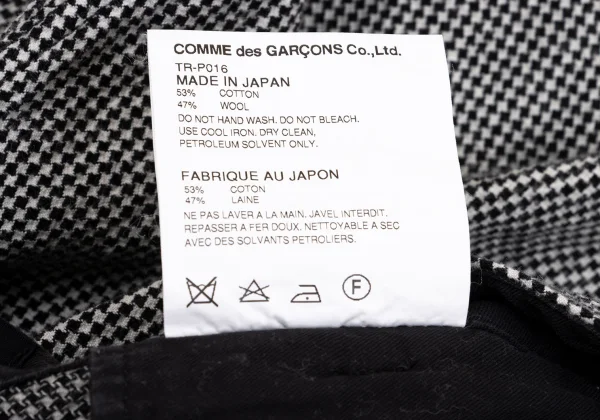 COMME des GARÇONS Co.,Ltd.
TR-P016
MADE IN JAPAN
53% COTTON
47% WOOL
DO NOT HAND WASH. DO NOT BLEACH.
USE COOL IRON. DRY CLEAN,
PETROLEUM SOLVENT ONLY.
FABRIQUE AU JAPON
53% COTON
47% LAINE
NE PAS LAVER A LA MAIN. JAVEL INTERDIT.
REPASSER A FER DOUX. NETTOYABLE A SEC
AVEC DES SOLVANTS PETROLIERS.
F